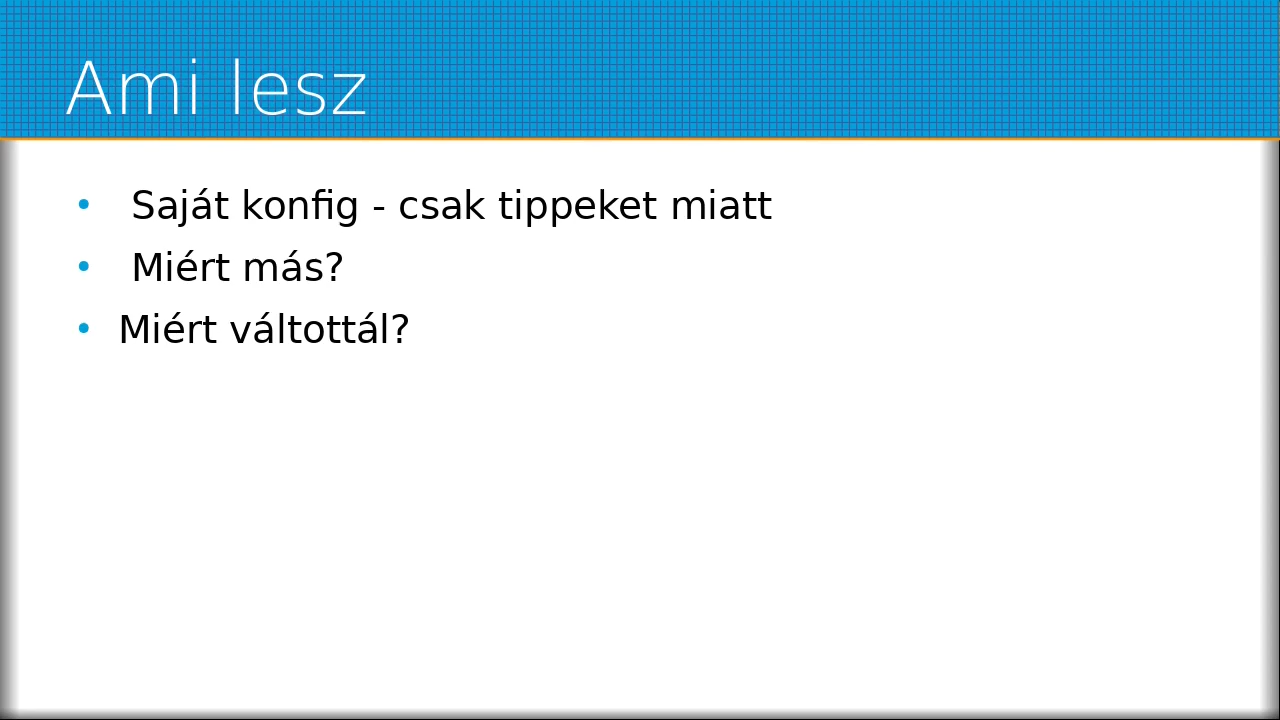 Ami lesz
• Saját konfig - csak tippeket miatt
• Miért más?
• Miért váltottál?